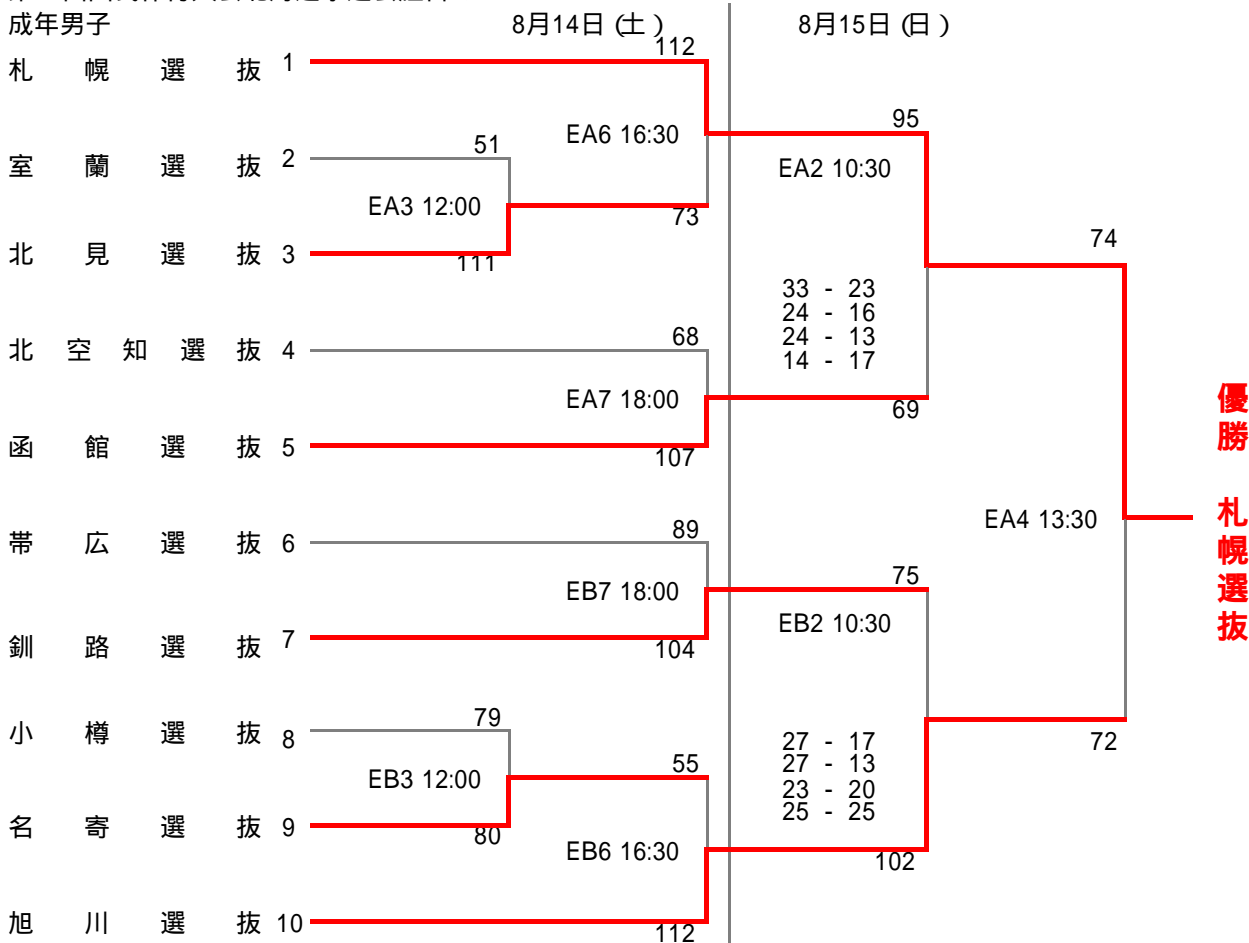 成年男子
8月14日(土)
8月15日(日)
112
札幌選抜 1
95
EA6 16:30
51
室蘭選抜 2
EA2 10:30
EA3 12:00
73
74
北見選抜 3
111
33 - 23
24 - 16
24 - 13
14 - 17
68
北空知選抜 4
EA7 18:00
69
函館選抜 5
107
優勝 札幌選抜
EA4 13:30
89
帯広選抜 6
75
EB7 18:00
EB2 10:30
釧路選抜 7
104
79
小樽選抜 8
72
27 - 17
27 - 13
23 - 20
25 - 25
55
EB3 12:00
名寄選抜 9
80
EB6 16:30
102
旭川選抜 10
112